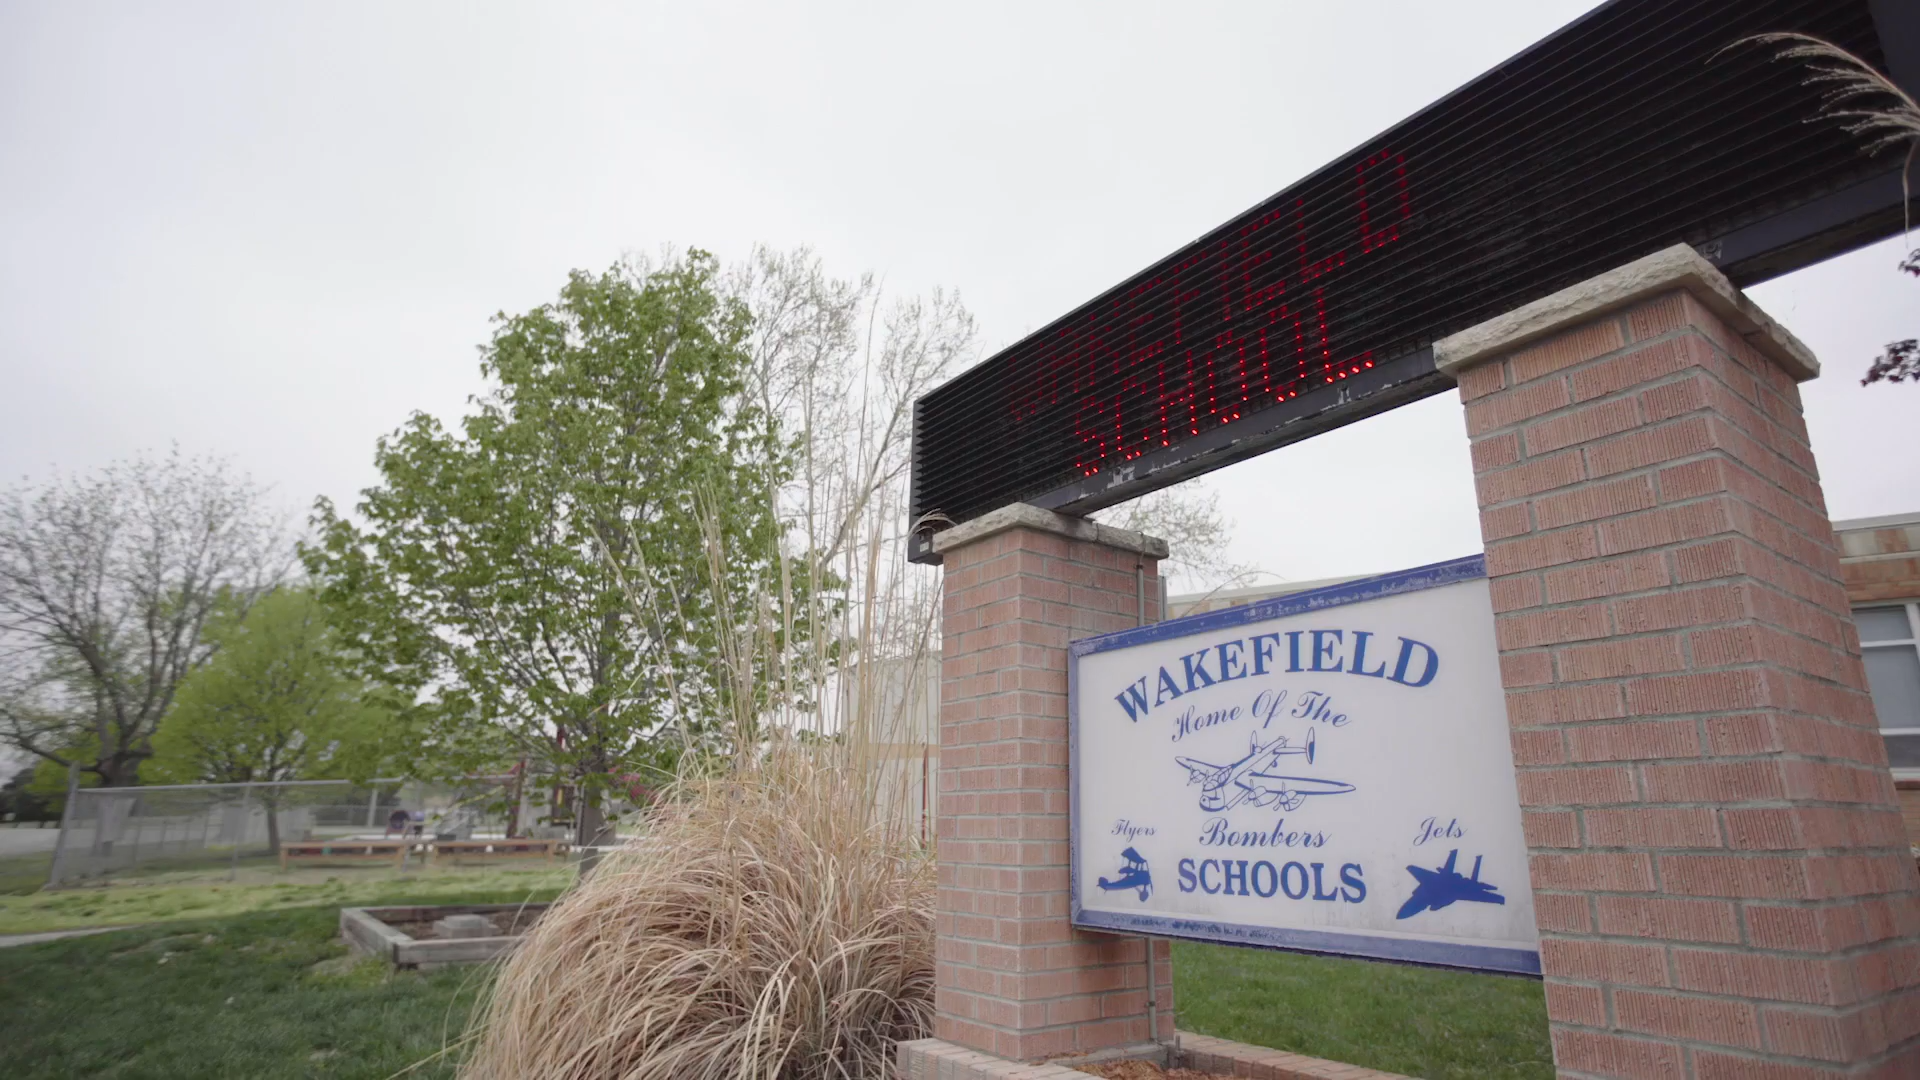 WAKEFIELD
SCHOOL
WAKEFIELD
Home Of The
Flyers
Bombers
Jets
SCHOOLS